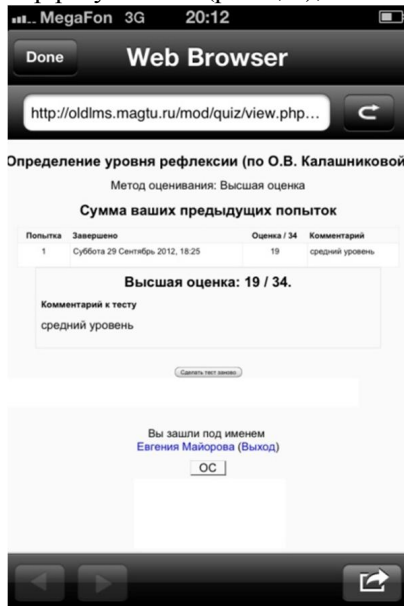 MegaFon 3G 20:12
Done Web Browser
http://oldlms.magtu.ru/mod/quiz/view.php...
Определение уровня рефлексии (по О.В. Калашниковой
Метод оценивания: Высшая оценка
Сумма ваших предыдущих попыток
Попытка Завершено Оценка / 34 Комментарий
1 Суббота 29 Сентябрь 2012, 18:25 19 средний уровень
Высшая оценка: 19 / 34.
Комментарий к тесту
средний уровень
Сделать тест заново
Вы зашли под именем
Евгения Майорова (Выход)
ОС